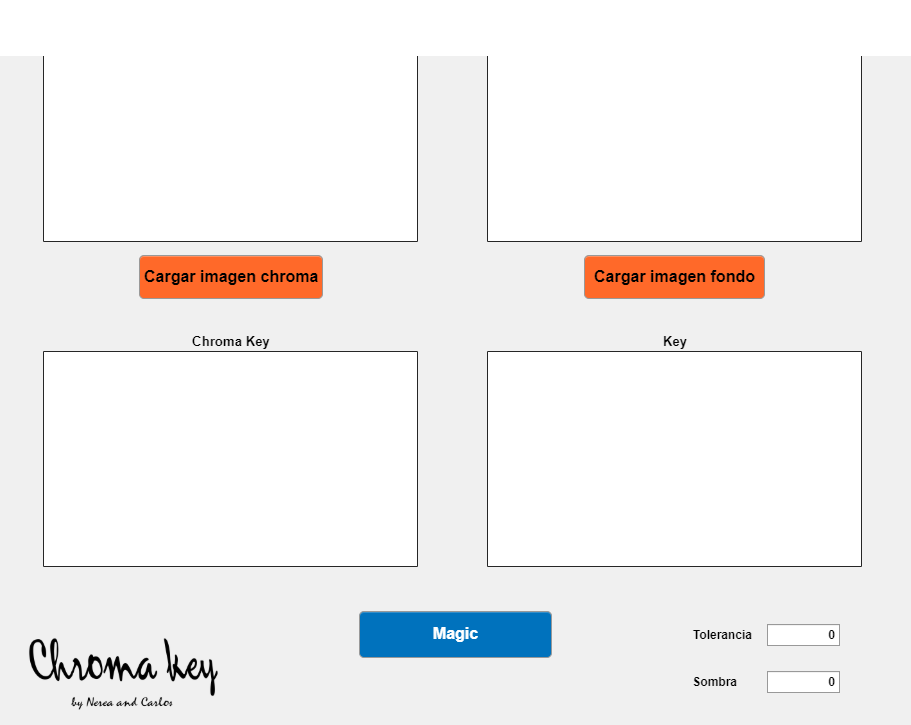 Cargar imagen chroma
Cargar imagen fondo
Chroma Key
Key
Magic
Tolerancia 0
Sombra 0
Chroma key
by Nerea and Carlos